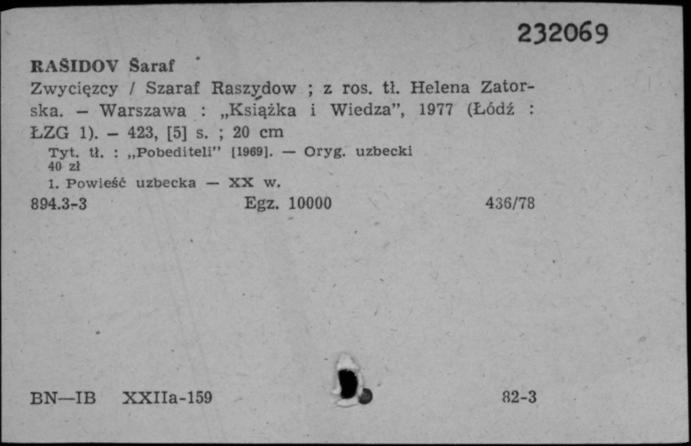 232069
RAŠIDOV Šaraf
Zwycięzcy / Szaraf Raszydow ; z ros. tł. Helena Zator-
ska. — Warszawa : „Książka i Wiedza”, 1977 (Łódź :
ŁZG 1). — 423, [5] s. ; 20 cm
Tyt. tł. : „Pobediteli” [1969]. — Oryg. uzbecki
40 zł
1. Powieść uzbecka — XX w.
894.3-3 Egz. 10000 436/78
BN—IB XXIIa-159 82-3